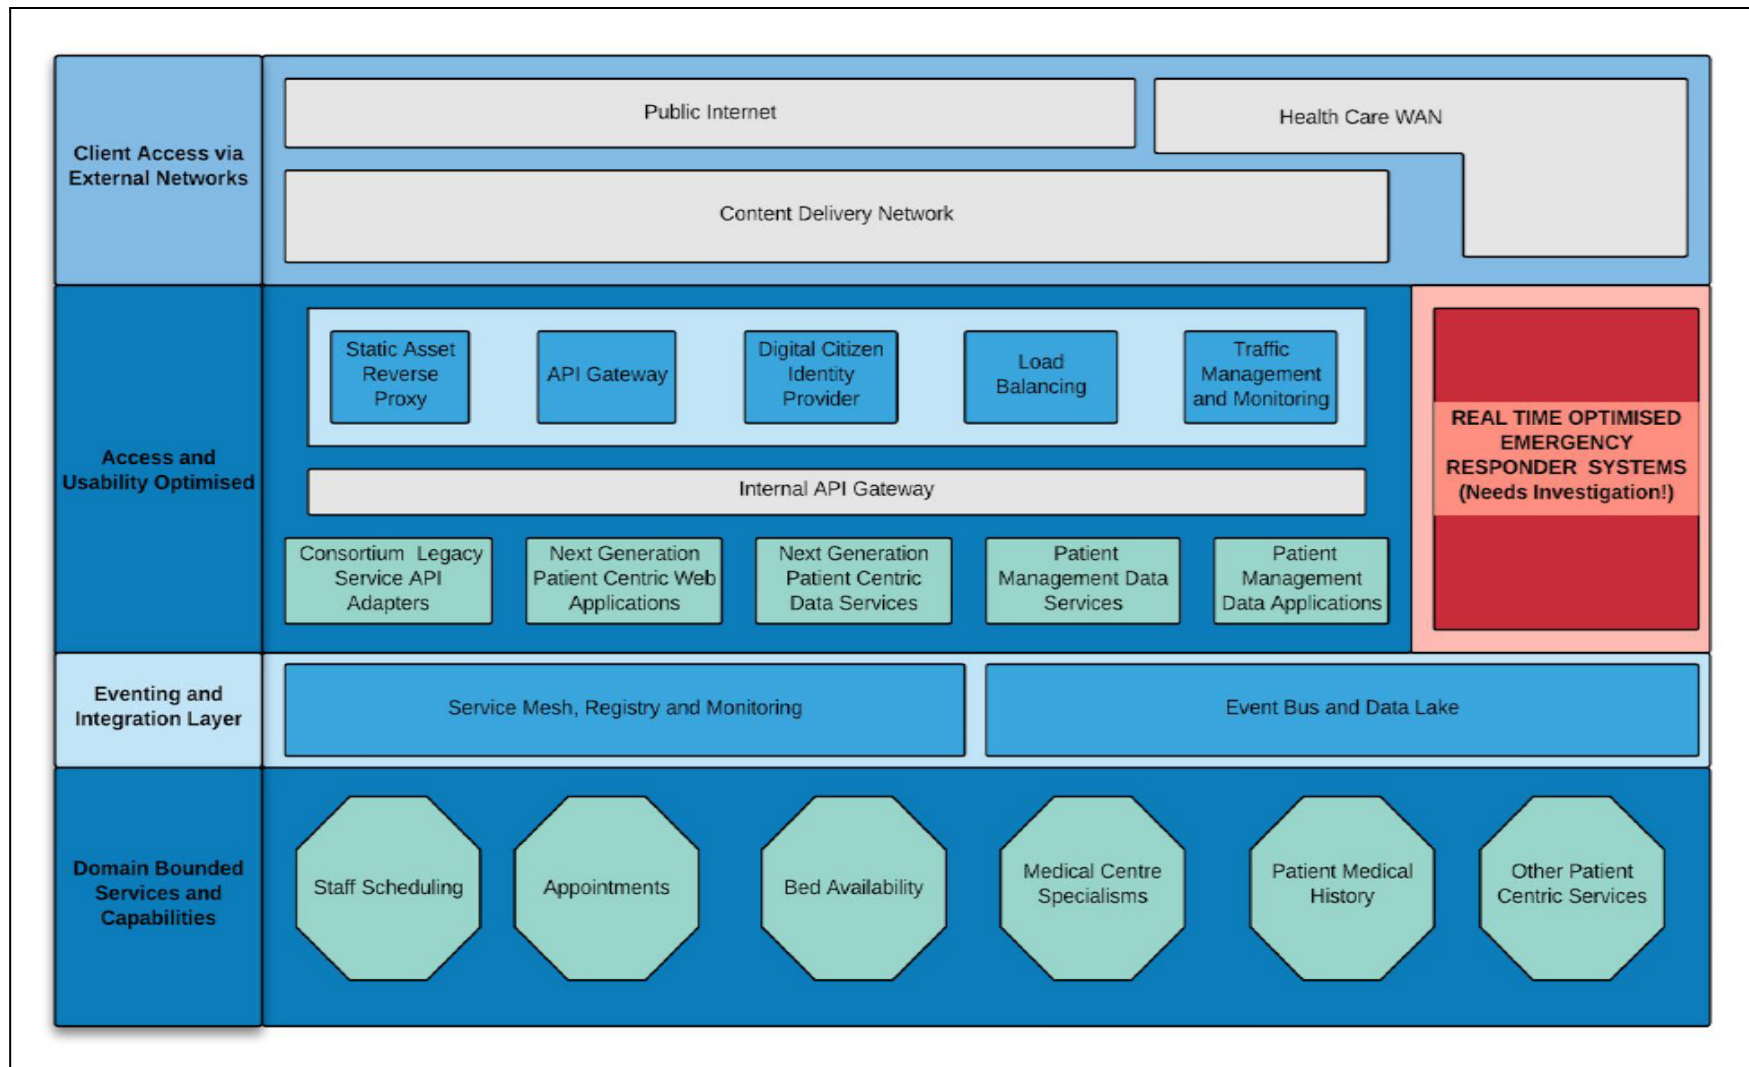 Public Internet
Health Care WAN
Client Access via
External Networks
Content Delivery Network
Static Asset
Reverse
Proxy
API Gateway
Digital Citizen
Identity
Provider
Load
Balancing
Traffic
Management
and Monitoring
REAL TIME OPTIMISED
EMERGENCY
RESPONDER SYSTEMS
(Needs Investigation!)
Access and
Usability Optimised
Internal API Gateway
Consortium Legacy
Service API
Adapters
Next Generation
Patient Centric Web
Applications
Next Generation
Patient Centric
Data Services
Patient
Management Data
Services
Patient
Management
Data Applications
Eventing and
Integration Layer
Service Mesh, Registry and Monitoring
Event Bus and Data Lake
Domain Bounded
Services and
Capabilities
Staff Scheduling
Appointments
Bed Availability
Medical Centre
Specialisms
Patient Medical
History
Other Patient
Centric Services